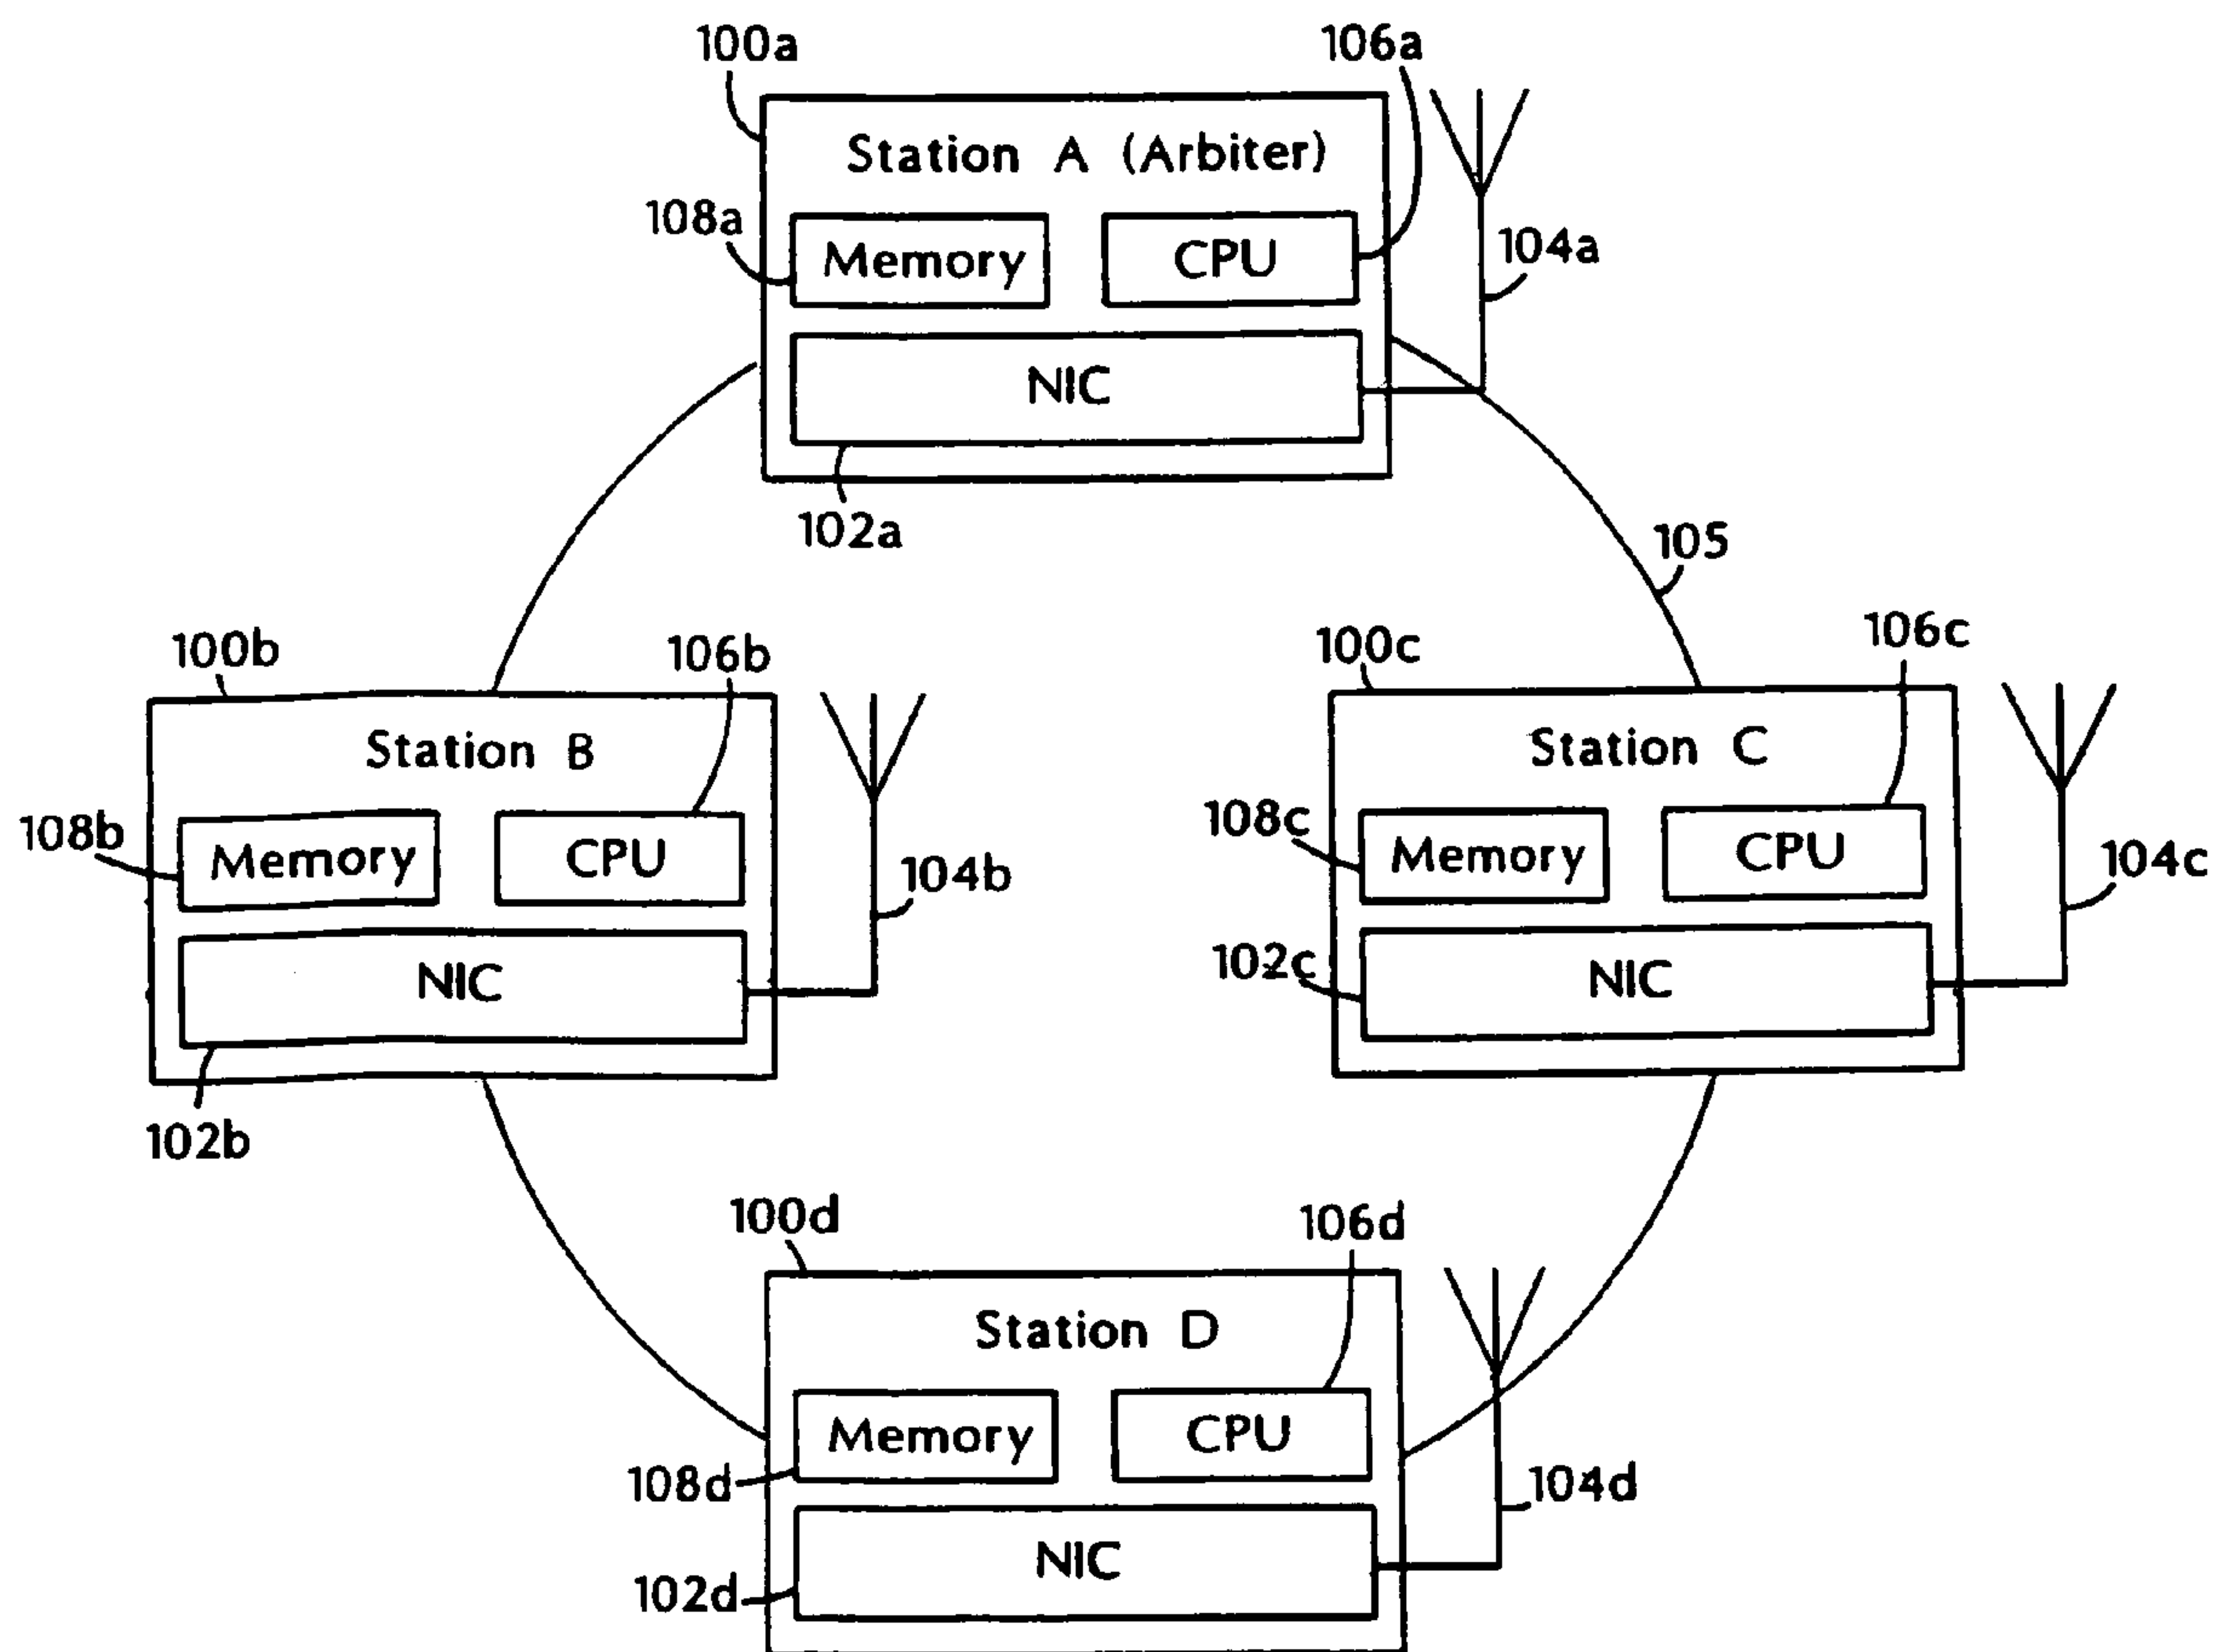 100a
106a
Station A (Arbiter)
108a
Memory
CPU
104a
NIC
102a
105
100b
106b
100c
106c
Station B
Station C
108b
Memory
CPU
104b
108c
Memory
CPU
104c
NIC
102c
NIC
102b
100d
106d
Station D
Memory
CPU
108d
104d
NIC
102d